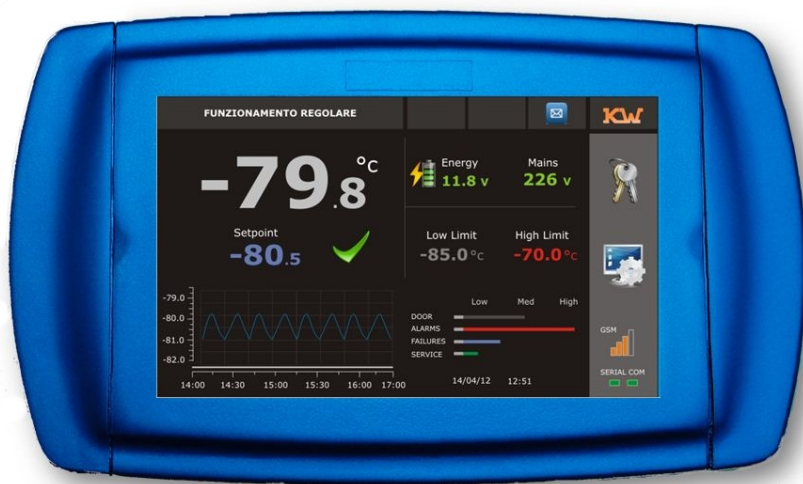 FUNZIONAMENTO REGOLARE
KW
-79.8°C
Energy
11.8 V
Mains
226 V
Setpoint
-80.5
Low Limit
-85.0°C
High Limit
-70.0°C
-79.0
-80.0
-81.0
-82.0
14:00 14:30 15:00 15:30 16:00 17:00
Low Med High
DOOR
ALARMS
FAILURES
SERVICE
14/04/12 12:51
GSM
SERIAL COM